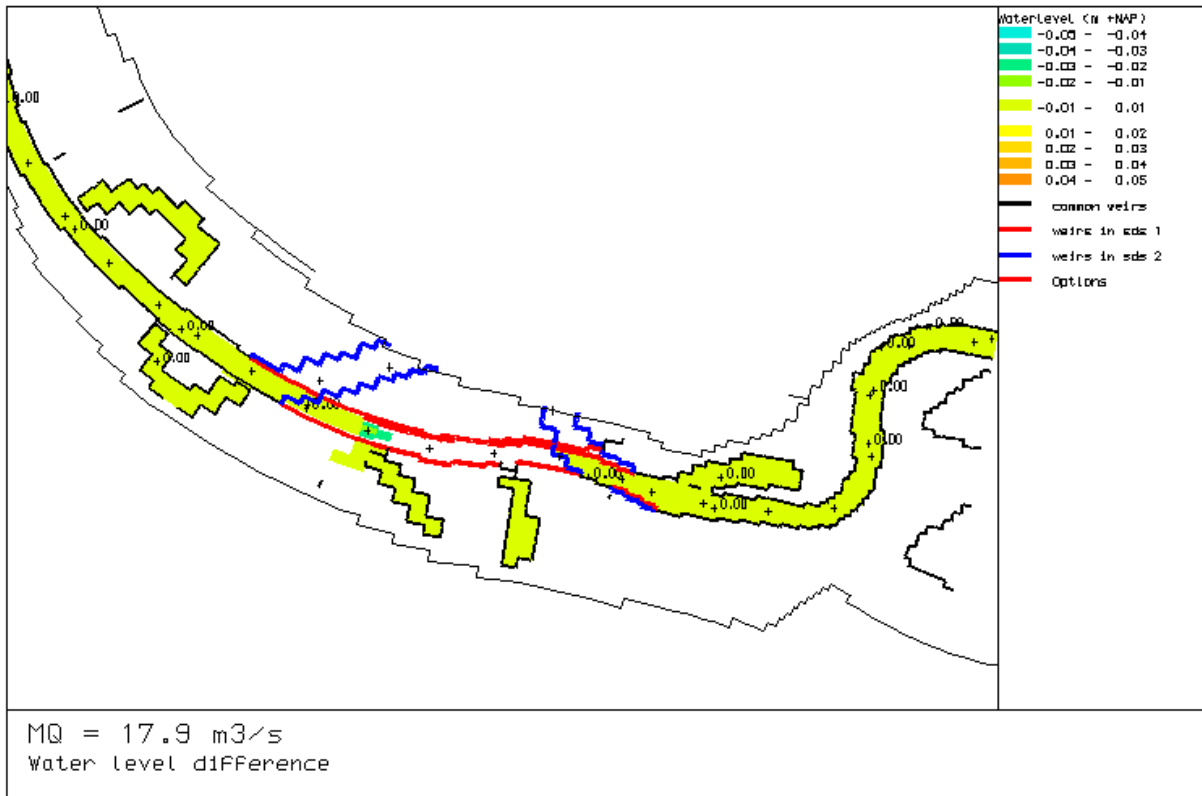 WaterLevel (m +NAP)
-0.05 - -0.04
-0.04 - -0.03
-0.03 - -0.02
-0.02 - -0.01
-0.01 - 0.01
0.01 - 0.02
0.02 - 0.03
0.03 - 0.04
0.04 - 0.05
common weirs
weirs in sds 1
weirs in sds 2
Options
0.00
0.00
0.00
0.00
0.00
0.00
0.00
0.00
0.00
0.00
0.00
0.00
MQ = 17.9 m3/s
Water level difference